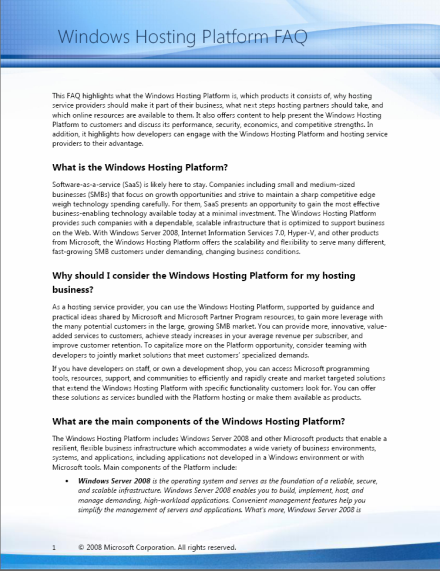 Windows Hosting Platform FAQ
This FAQ highlights what the Windows Hosting Platform is, which products it consists of, why hosting
service providers should make it part of their business, what next steps hosting partners should take, and
which online resources are available to them. It also offers content to help present the Windows Hosting
Platform to customers and discuss its performance, security, economics, and competitive strengths. In
addition, it highlights how developers can engage with the Windows Hosting Platform and hosting service
providers to their advantage.
What is the Windows Hosting Platform?
Software-as-a-service (SaaS) is likely here to stay. Companies including small and medium-sized
businesses (SMBs) that focus on growth opportunities and strive to maintain a sharp competitive edge
weigh technology spending carefully. For them, SaaS presents an opportunity to gain the most effective
business-enabling technology available today at a minimal investment. The Windows Hosting Platform
provides such companies with a dependable, scalable infrastructure that is optimized to support business
on the Web. With Windows Server 2008, Internet Information Services 7.0, Hyper-V, and other products
from Microsoft, the Windows Hosting Platform offers the scalability and flexibility to serve many different,
fast-growing SMB customers under demanding, changing business conditions.
Why should I consider the Windows Hosting Platform for my hosting
business?
As a hosting service provider, you can use the Windows Hosting Platform, supported by guidance and
practical ideas shared by Microsoft and Microsoft Partner Program resources, to gain more leverage with
the many potential customers in the large, growing SMB market. You can provide more, innovative, value-
added services to customers, achieve steady increases in your average revenue per subscriber, and
improve customer retention. To capitalize more on the Platform opportunity, consider teaming with
developers to jointly market solutions that meet customers' specialized demands.
If you have developers on staff, or own a development shop, you can access Microsoft programming
tools, resources, support, and communities to efficiently and rapidly create and market targeted solutions
that extend the Windows Hosting Platform with specific functionality customers look for. You can offer
these solutions as services bundled with the Platform hosting or make them available as products.
What are the main components of the Windows Hosting Platform?
The Windows Hosting Platform includes Windows Server 2008 and other Microsoft products that enable a
resilient, flexible business infrastructure which accommodates a wide variety of business environments,
systems, and applications, including applications not developed in a Windows environment or with
Microsoft tools. Main components of the Platform include:
• Windows Server 2008 is the operating system and serves as the foundation of a reliable, secure,
and scalable infrastructure. Windows Server 2008 enables you to build, implement, host, and
manage demanding, high-workload applications. Convenient management features help you
simplify the management of servers and applications. What's more, Windows Server 2008 is
1 © 2008 Microsoft Corporation. All rights reserved.